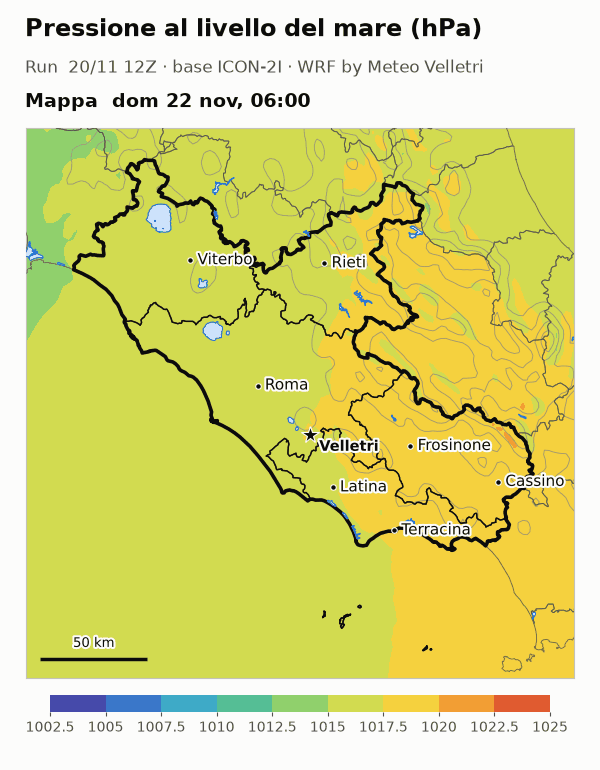 Pressione al livello del mare (hPa)
Run  20/11 12Z · base ICON-2I · WRF by Meteo Velletri
Mappa  dom 22 nov, 06:00
Viterbo
Rieti
Roma
Velletri
Frosinone
Latina
Cassino
Terracina
50 km
1002.5 1005 1007.5 1010 1012.5 1015 1017.5 1020 1022.5 1025